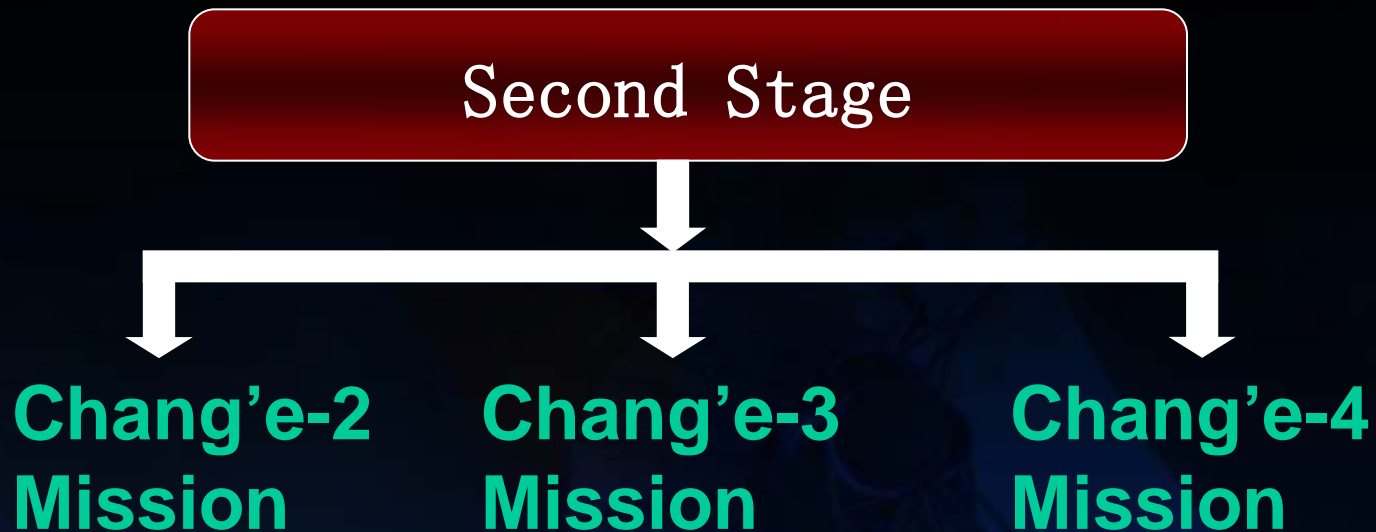 Second Stage
Chang’e-2
Mission
Chang’e-3
Mission
Chang’e-4
Mission